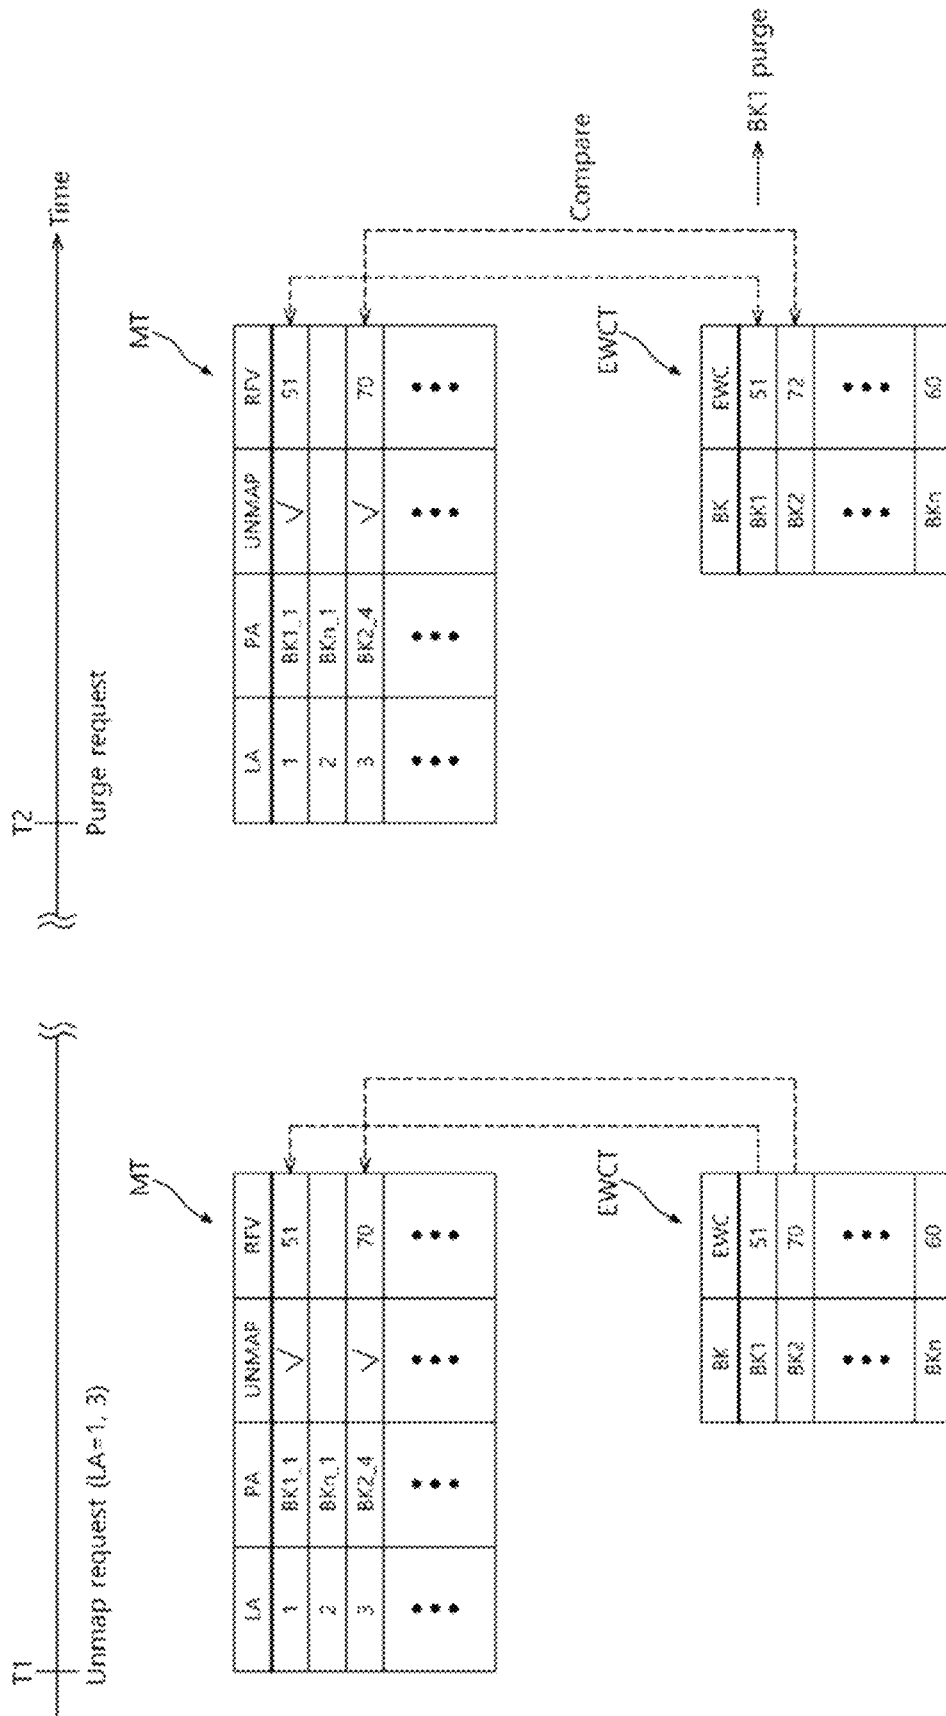 T1
Unmap request (LA=1, 3)
MT
LA PA UNMAP RFV
1 BK1_1 √ 51
2 BKn_1
3 BK2_4 √ 70
••• ••• ••• •••
EWCT
BK EWC
BK1 51
BK2 70
••• •••
BKn 60
T2
Time
Purge request
MT
LA PA UNMAP RFV
1 BK1_1 √ 51
2 BKn_1
3 BK2_4 √ 70
••• ••• ••• •••
Compare
EWCT
BK EWC
BK1 51
BK2 72
••• •••
BKn 60
BK1 purge